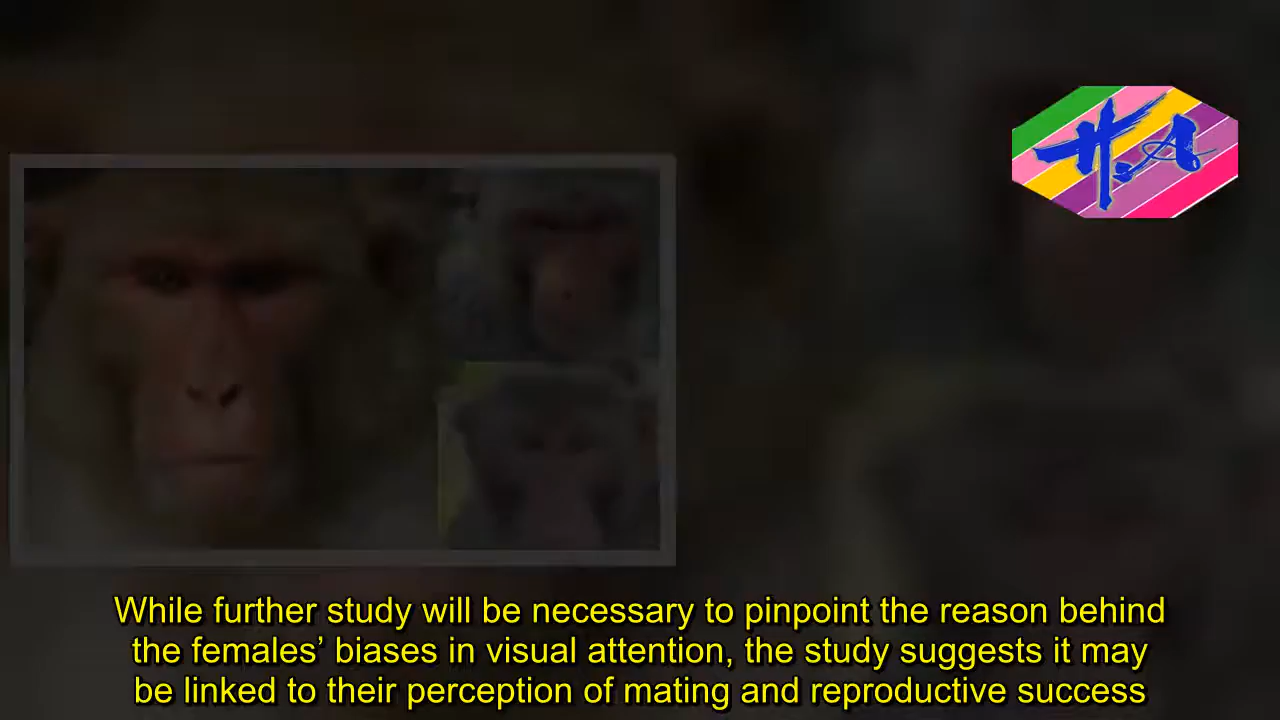 H.A
While further study will be necessary to pinpoint the reason behind
the females’ biases in visual attention, the study suggests it may
be linked to their perception of mating and reproductive success